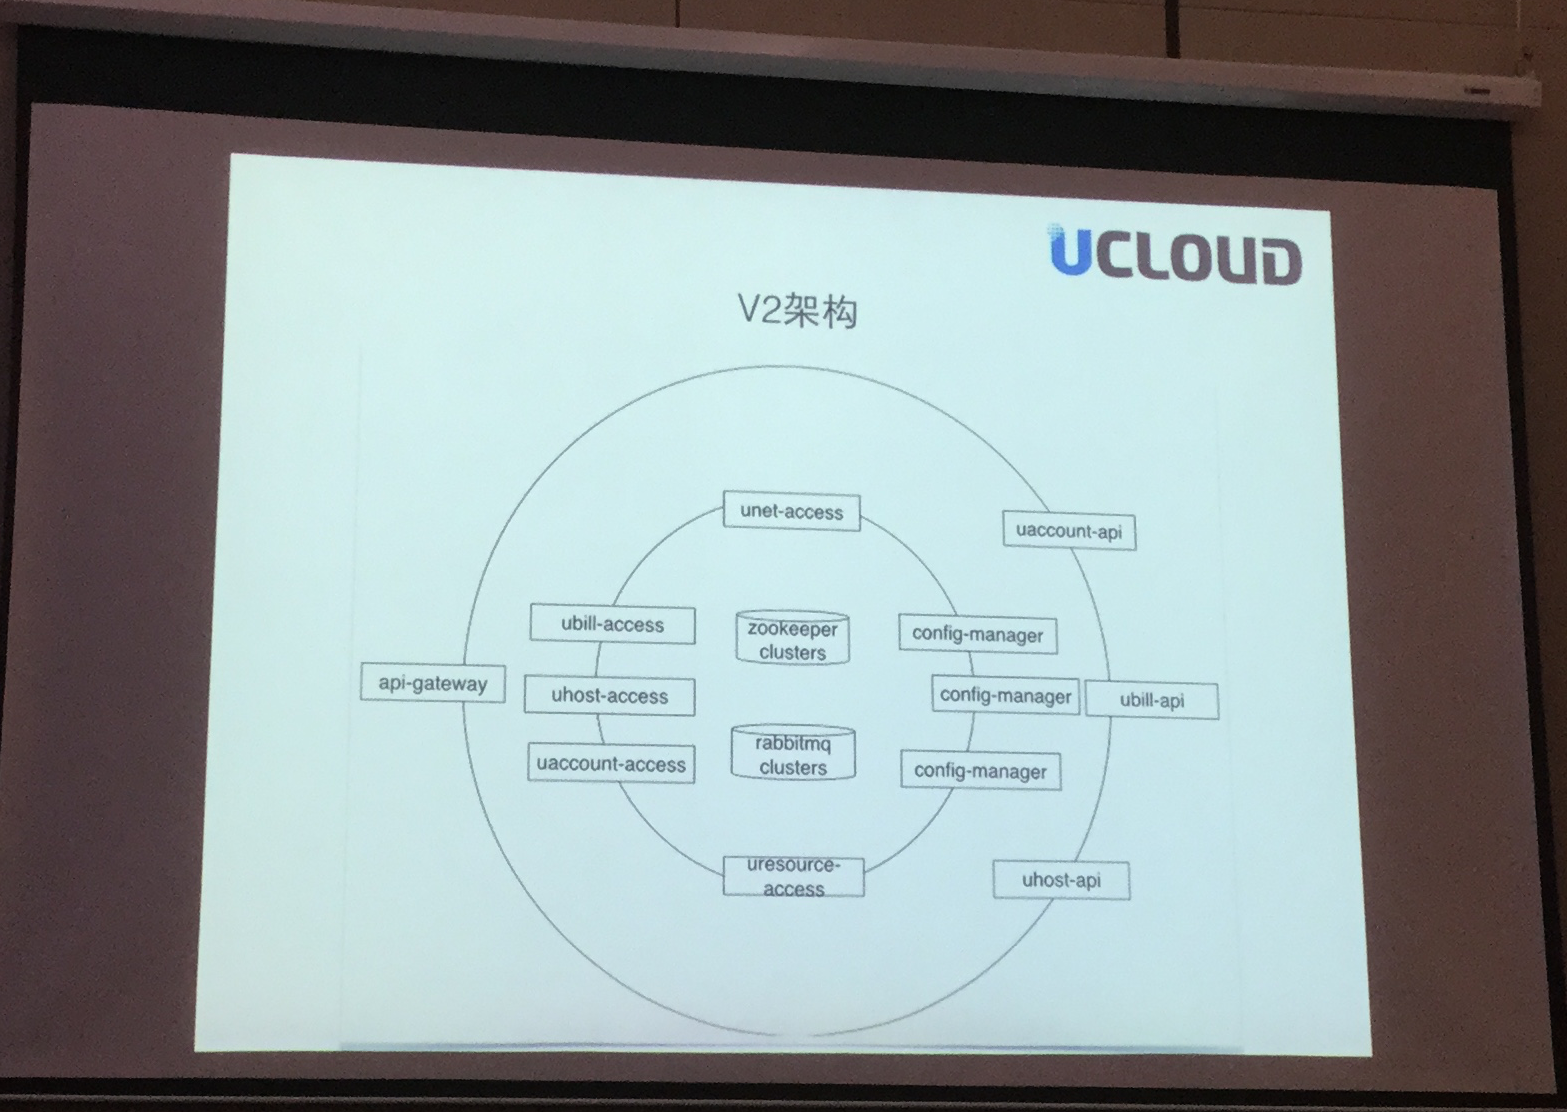 UCLOUD
V2架构
unet-access
uaccount-api
ubill-access
zookeeper
clusters
config-manager
api-gateway
uhost-access
config-manager
ubill-api
uaccount-access
rabbitmq
clusters
config-manager
uresource-
access
uhost-api